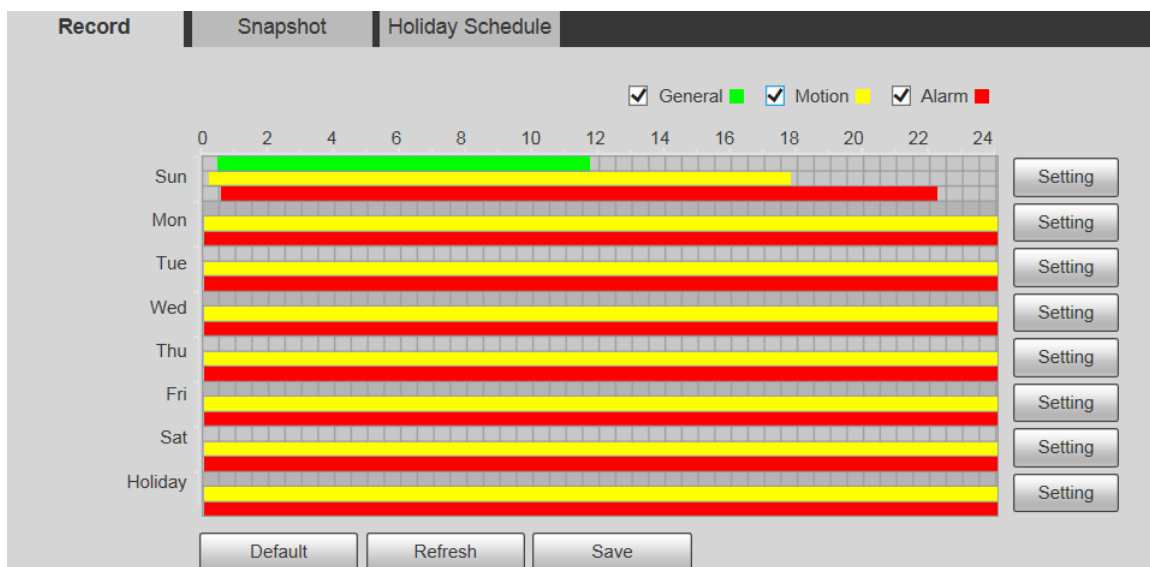 Record Snapshot Holiday Schedule
General Motion Alarm
0 2 4 6 8 10 12 14 16 18 20 22 24
Sun Setting
Mon Setting
Tue Setting
Wed Setting
Thu Setting
Fri Setting
Sat Setting
Holiday Setting
Default Refresh Save